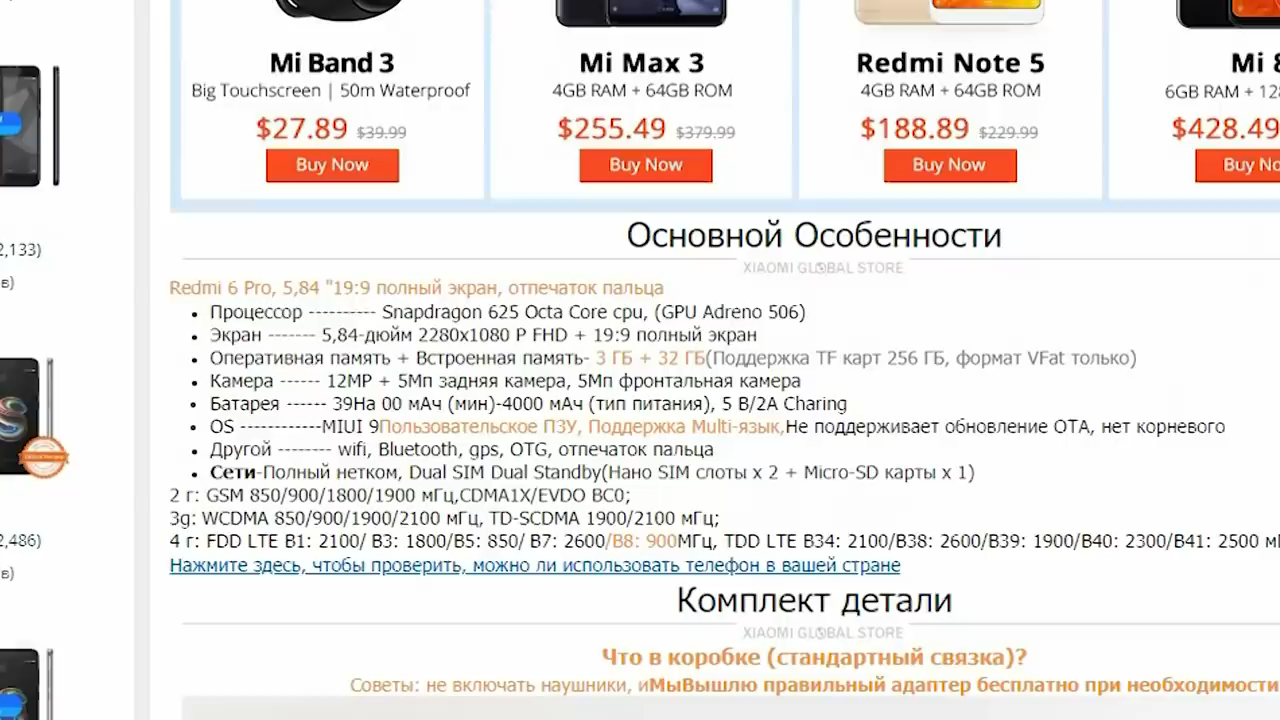 Mi Band 3
Big Touchscreen | 50m Waterproof
$27.89 $39.99
Buy Now
Mi Max 3
4GB RAM + 64GB ROM
$255.49 $379.99
Buy Now
Redmi Note 5
4GB RAM + 64GB ROM
$188.89 $229.99
Buy Now
Mi 8
6GB RAM + 12
$428.49
Buy No
2,133)
в)
2,486)
в)
Основной Особенности
XIAOMI GLOBAL STORE
Redmi 6 Pro, 5,84 "19:9 полный экран, отпечаток пальца
• Процессор ---------- Snapdragon 625 Octa Core cpu, (GPU Adreno 506)
• Экран ------- 5,84-дюйм 2280x1080 P FHD + 19:9 полный экран
• Оперативная память + Встроенная память- 3 ГБ + 32 ГБ(Поддержка TF карт 256 ГБ, формат VFat только)
• Камера ------ 12MP + 5Мп задняя камера, 5Мп фронтальная камера
• Батарея ------ 39На 00 мАч (мин)-4000 мАч (тип питания), 5 В/2A Charing
• OS ------------MIUI 9Пользовательское ПЗУ, Поддержка Multi-язык,Не поддерживает обновление ОТА, нет корневого
• Другой -------- wifi, Bluetooth, gps, OTG, отпечаток пальца
• Сети-Полный нетком, Dual SIM Dual Standby(Нано SIM слоты x 2 + Micro-SD карты x 1)
2 г: GSM 850/900/1800/1900 мГц,CDMA1X/EVDO BC0;
3g: WCDMA 850/900/1900/2100 мГц, TD-SCDMA 1900/2100 мГц;
4 г: FDD LTE B1: 2100/ B3: 1800/B5: 850/ B7: 2600/B8: 900МГц, TDD LTE B34: 2100/B38: 2600/B39: 1900/B40: 2300/B41: 2500 м
Нажмите здесь, чтобы проверить, можно ли использовать телефон в вашей стране
Комплект детали
XIAOMI GLOBAL STORE
Что в коробке (стандартный связка)?
Советы: не включать наушники, иМыВышлю правильный адаптер бесплатно при необходимости